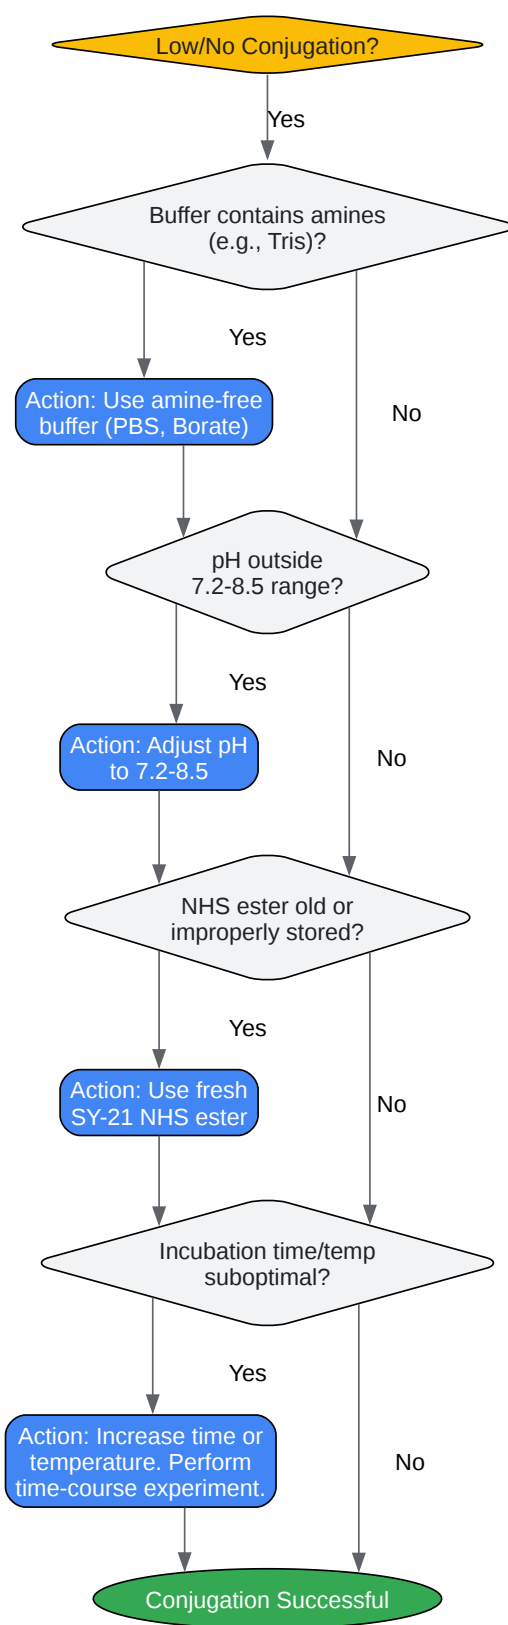 Low/No Conjugation?
Yes
Buffer contains amines
(e.g., Tris)?
Yes
Action: Use amine-free
buffer (PBS, Borate)
No
pH outside
7.2-8.5 range?
Yes
Action: Adjust pH
to 7.2-8.5
No
NHS ester old or
improperly stored?
Yes
Action: Use fresh
SY-21 NHS ester
No
Incubation time/temp
suboptimal?
Yes
Action: Increase time or
temperature. Perform
time-course experiment.
No
Conjugation Successful